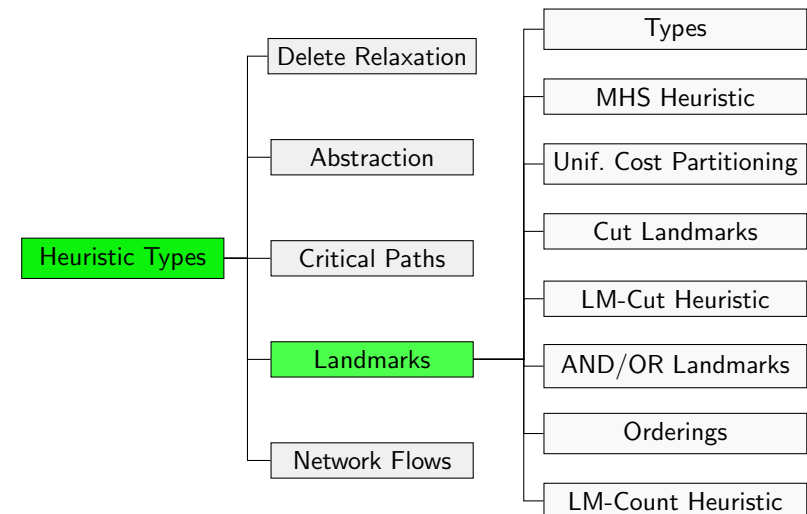 Heuristic Types
Delete Relaxation
Abstraction
Critical Paths
Landmarks
Network Flows
Types
MHS Heuristic
Unif. Cost Partitioning
Cut Landmarks
LM-Cut Heuristic
AND/OR Landmarks
Orderings
LM-Count Heuristic